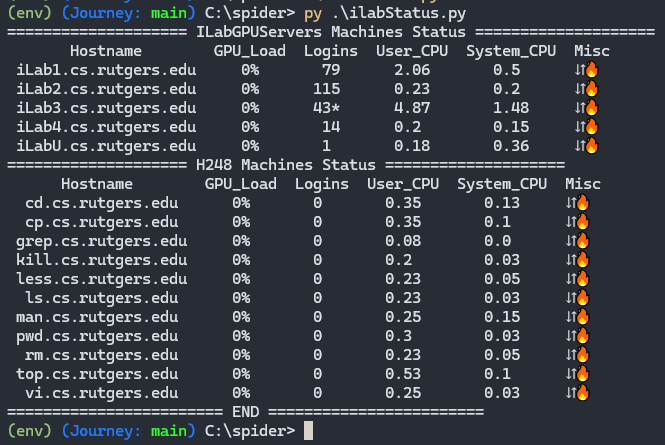 (env) (Journey: main) C:\spider> py .\ilabStatus.py
==================== ILabGPUServers Machines Status ====================
Hostname GPU_Load Logins User_CPU System_CPU Misc
iLab1.cs.rutgers.edu 0% 79 2.06 0.5 ⇵🔥
iLab2.cs.rutgers.edu 0% 115 0.23 0.2 ⇵🔥
iLab3.cs.rutgers.edu 0% 43* 4.87 1.48 ⇵🔥
iLab4.cs.rutgers.edu 0% 14 0.2 0.15 ⇵🔥
iLabU.cs.rutgers.edu 0% 1 0.18 0.36 ⇵🔥
==================== H248 Machines Status ====================
Hostname GPU_Load Logins User_CPU System_CPU Misc
cd.cs.rutgers.edu 0% 0 0.35 0.13 ⇵🔥
cp.cs.rutgers.edu 0% 0 0.35 0.1 ⇵🔥
grep.cs.rutgers.edu 0% 0 0.08 0.0 ⇵🔥
kill.cs.rutgers.edu 0% 0 0.2 0.03 ⇵🔥
less.cs.rutgers.edu 0% 0 0.23 0.05 ⇵🔥
ls.cs.rutgers.edu 0% 0 0.23 0.03 ⇵🔥
man.cs.rutgers.edu 0% 0 0.25 0.15 ⇵🔥
pwd.cs.rutgers.edu 0% 0 0.3 0.03 ⇵🔥
rm.cs.rutgers.edu 0% 0 0.23 0.05 ⇵🔥
top.cs.rutgers.edu 0% 0 0.53 0.1 ⇵🔥
vi.cs.rutgers.edu 0% 0 0.25 0.03 ⇵🔥
======================== END ========================
(env) (Journey: main) C:\spider>